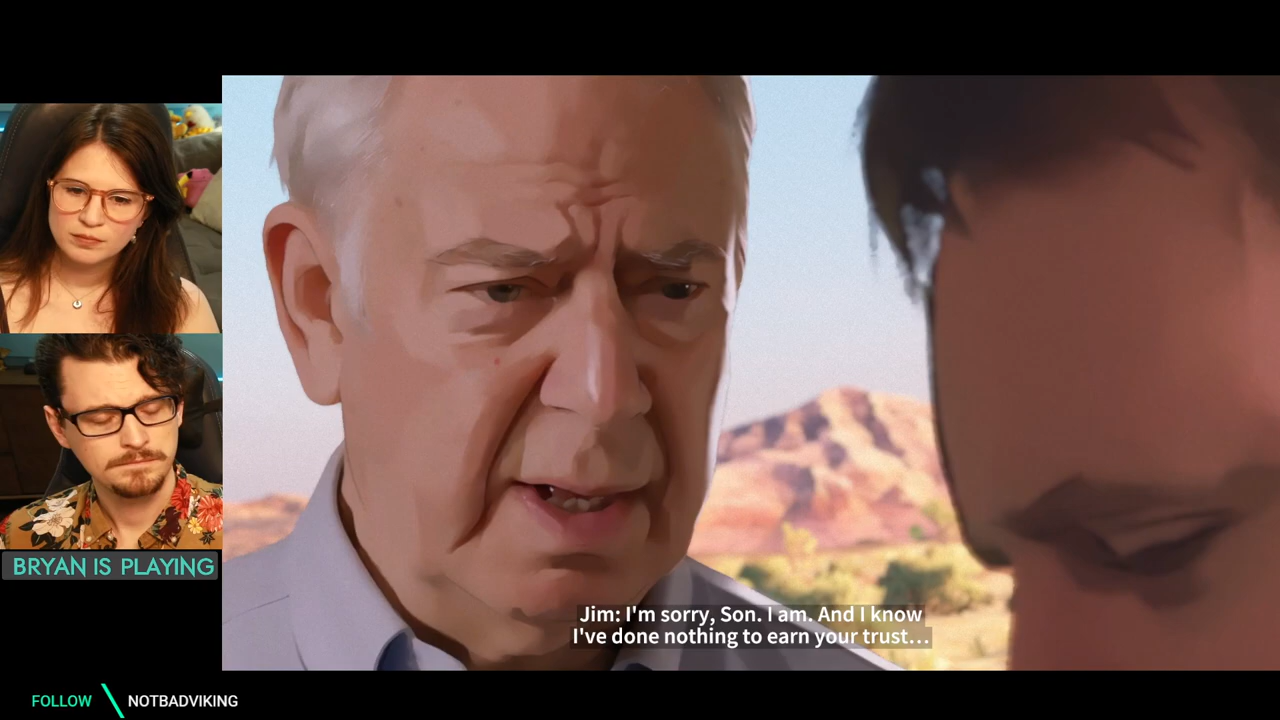 Jim: I'm sorry, Son. I am. And I know
I've done nothing to earn your trust...
BRYAN IS PLAYING
FOLLOW NOTBADVIKING